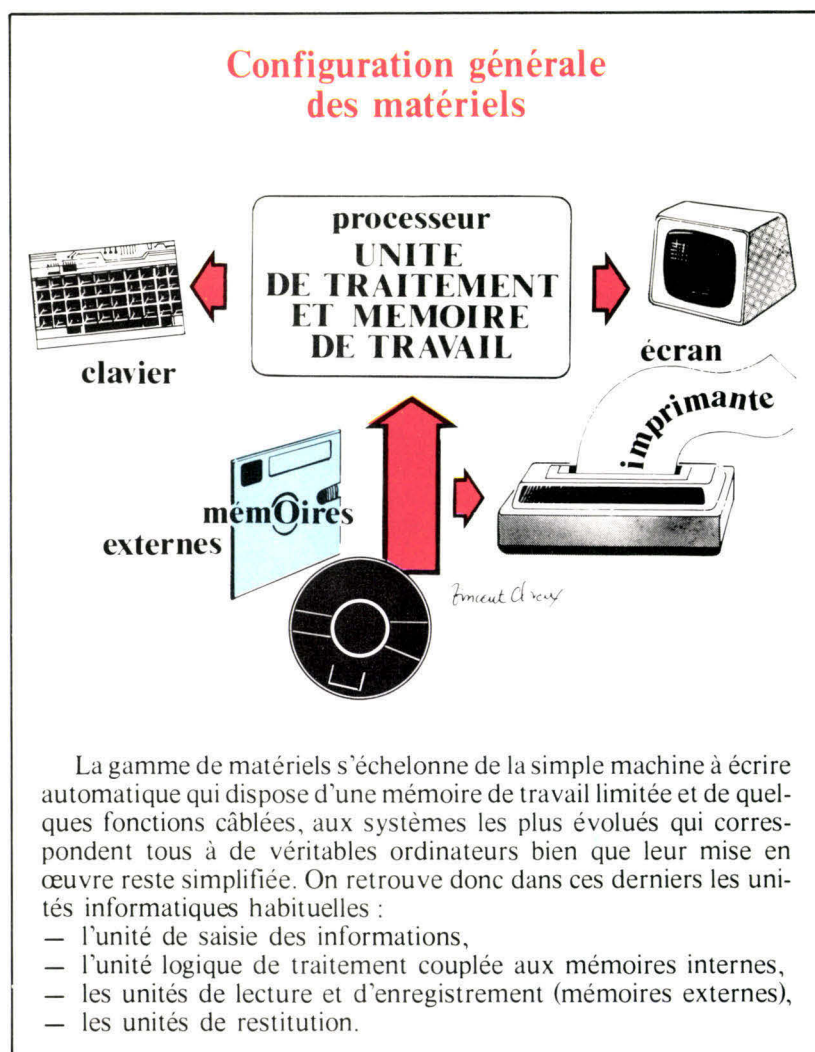 Configuration générale
des matériels
processeur
UNITE
DE TRAITEMENT
ET MEMOIRE
DE TRAVAIL
clavier
écran
imprimante
mémOires
externes
La gamme de matériels s'échelonne de la simple machine à écrire
automatique qui dispose d'une mémoire de travail limitée et de quel-
ques fonctions câblées, aux systèmes les plus évolués qui corres-
pondent tous à de véritables ordinateurs bien que leur mise en
œuvre reste simplifiée. On retrouve donc dans ces derniers les uni-
tés informatiques habituelles :
— l'unité de saisie des informations,
— l'unité logique de traitement couplée aux mémoires internes,
— les unités de lecture et d'enregistrement (mémoires externes),
— les unités de restitution.